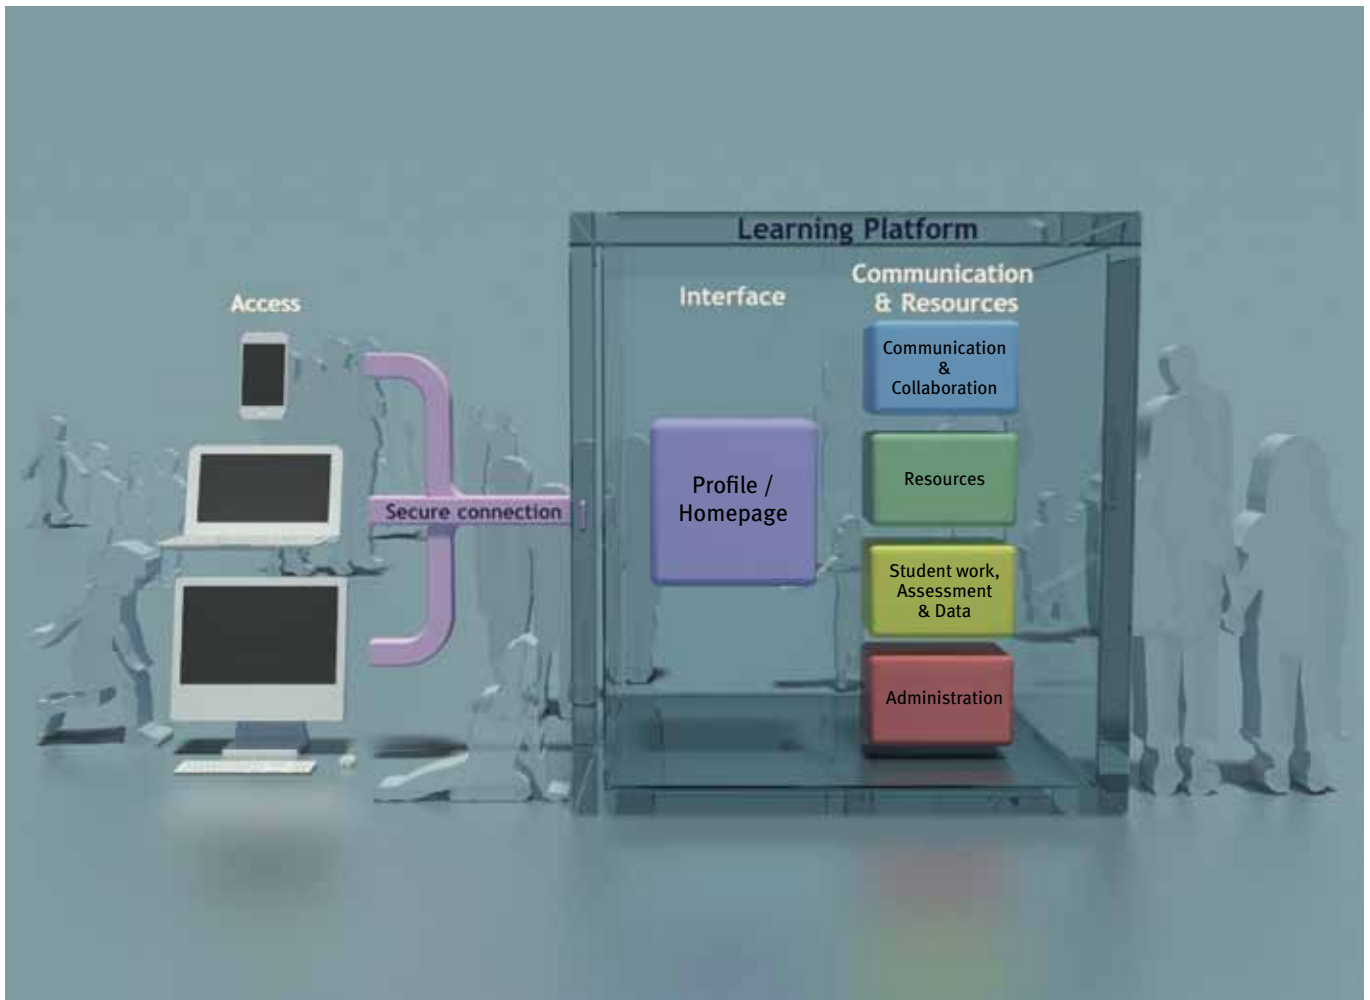 Learning Platform
Access
Interface
Communication
& Resources
Communication
&
Collaboration
Resources
Secure connection
Profile /
Homepage
Student work,
Assessment
& Data
Administration